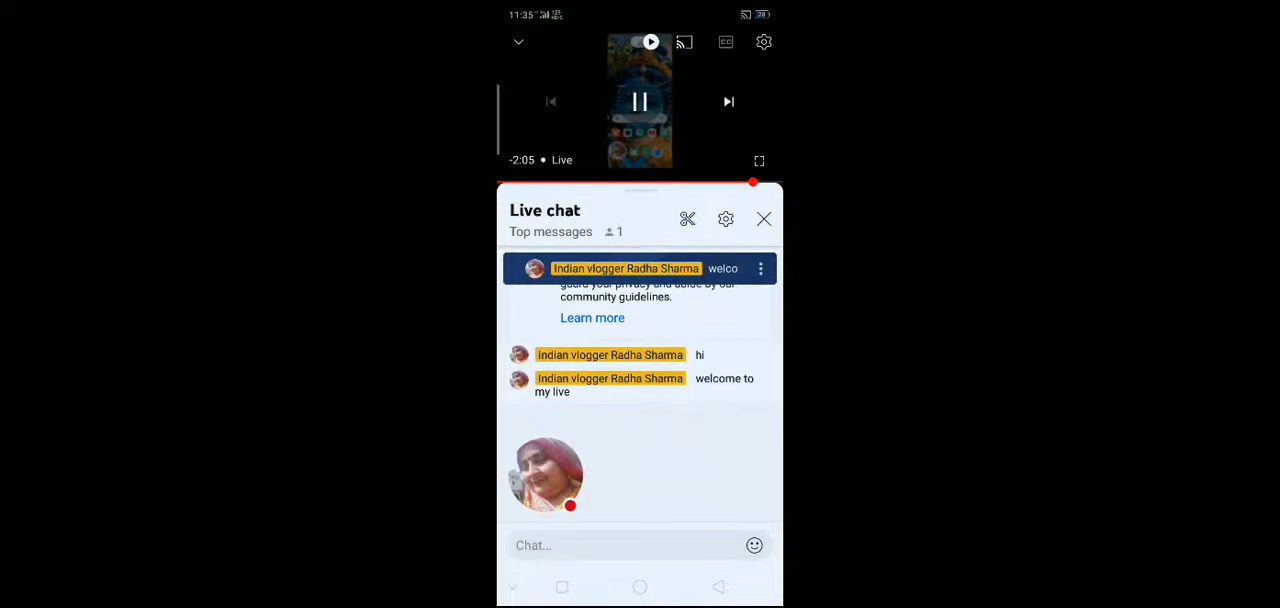 11:35
28
CC
-2:05 • Live
Live chat
Top messages 1
Indian vlogger Radha Sharma welco
guard your privacy and abide by our
community guidelines.
Learn more
Indian vlogger Radha Sharma hi
Indian vlogger Radha Sharma welcome to
my live
Chat...